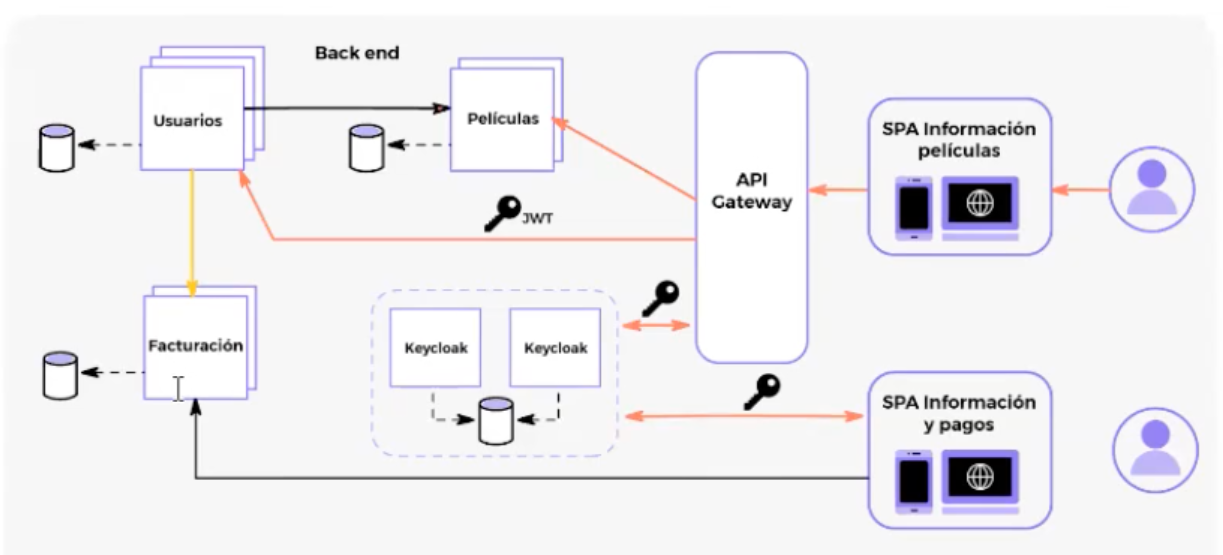 Back end
Usuarios
Películas
SPA Información
películas
API
Gateway
JWT
Facturación
Keycloak
Keycloak
SPA Información
y pagos